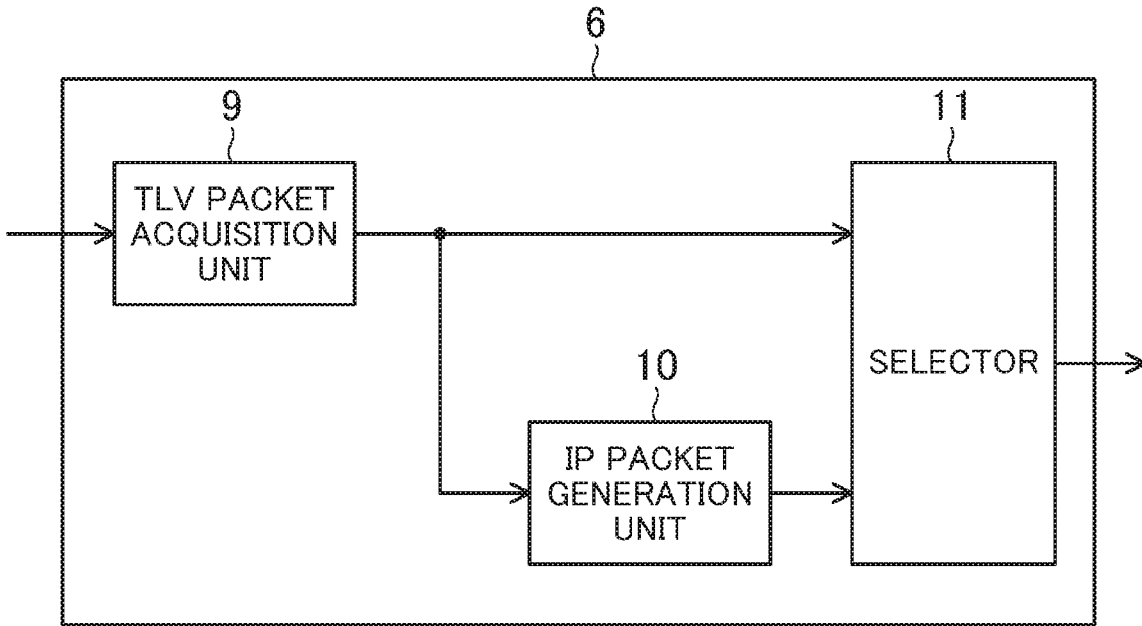 6
9
11
TLV PACKET
ACQUISITION
UNIT
SELECTOR
10
IP PACKET
GENERATION
UNIT